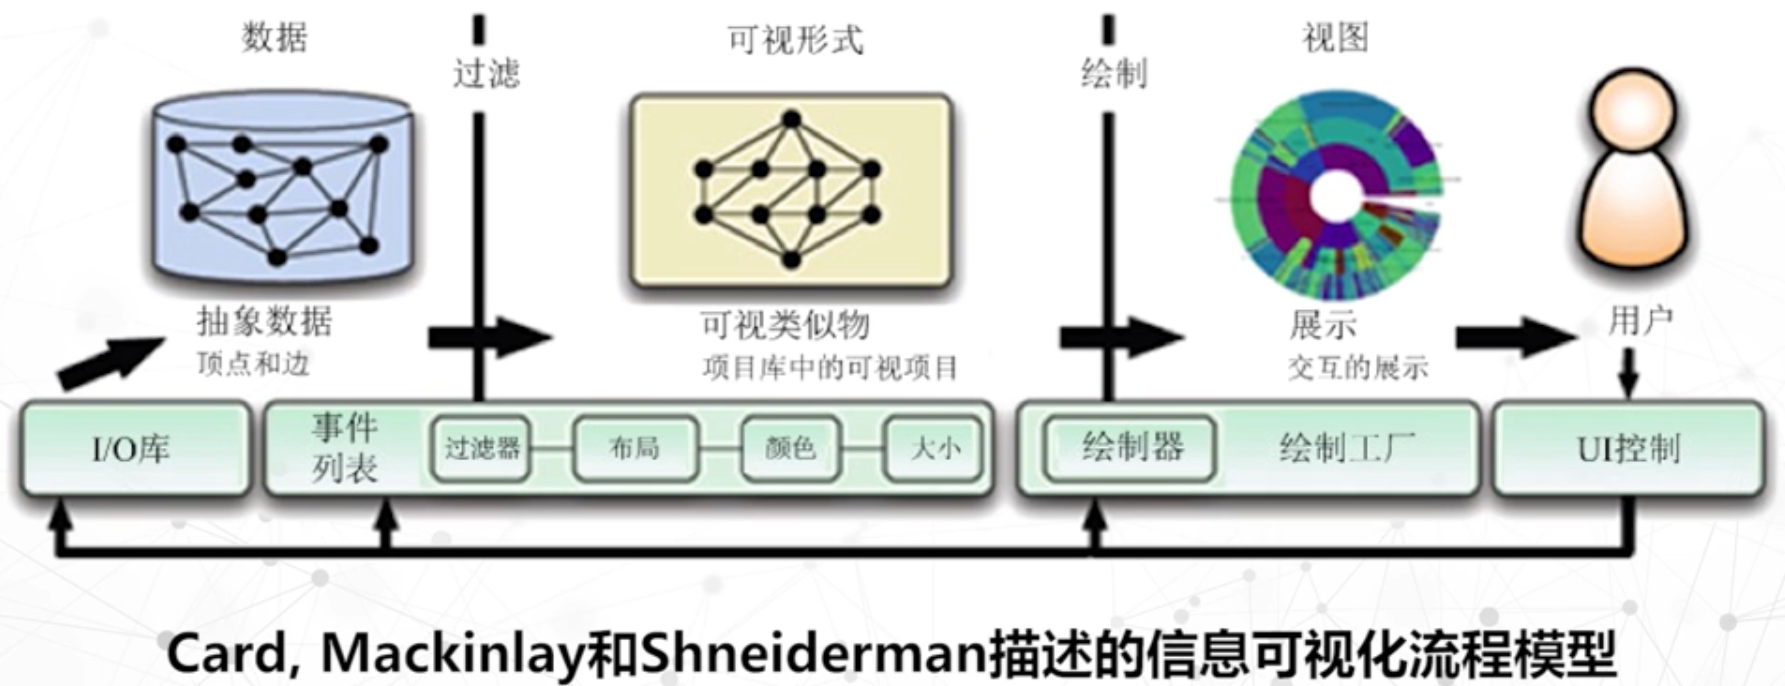 数据
过滤
可视形式
绘制
视图
抽象数据
顶点和边
可视类似物
项目库中的可视项目
展示
交互的展示
用户
I/O库
事件
列表
过滤器
布局
颜色
大小
绘制器
绘制工厂
UI控制
Card, Mackinlay和Shneiderman描述的信息可视化流程模型